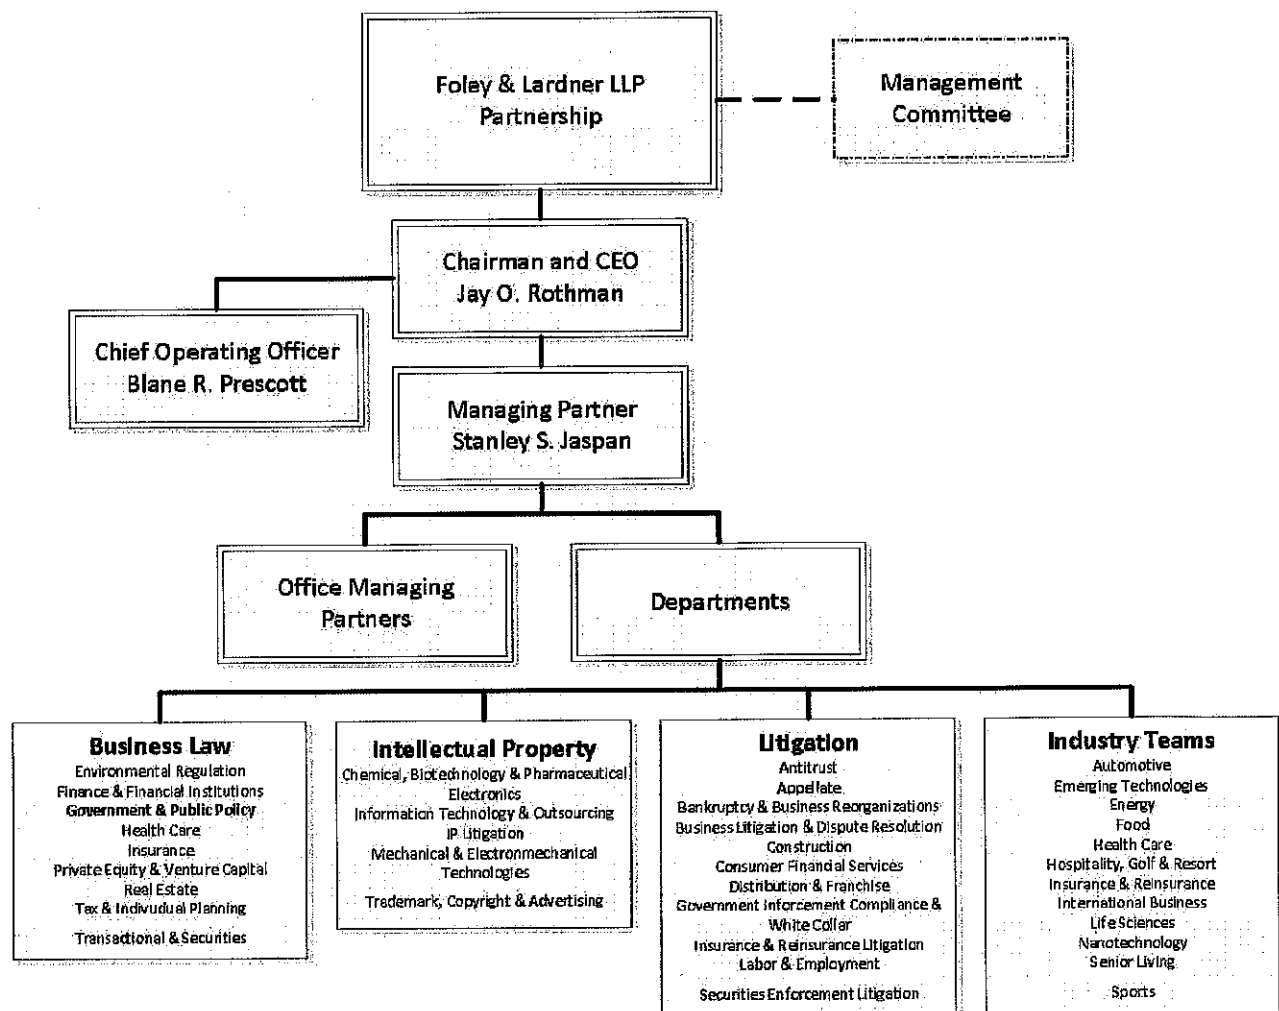 Foley & Lardner LLP
Partnership
Management
Committee
Chairman and CEO
Jay O. Rothman
Chief Operating Officer
Blane R. Prescott
Managing Partner
Stanley S. Jaspan
Office Managing
Partners
Departments
Business Law
Environmental Regulation
Finance & Financial Institutions
Government & Public Policy
Health Care
Insurance
Private Equity & Venture Capital
Real Estate
Tax & Indivudual Planning
Transactional & Securities
Intellectual Property
Chemical, Biotechnology & Pharmaceutical
Electronics
Information Technology & Outsourcing
IP Litigation
Mechanical & Electronmechanical
Technologies
Trademark, Copyright & Advertising
Litigation
Antitrust
Appellate
Bankruptcy & Business Reorganizations
Business Litigation & Dispute Resolution
Construction
Consumer Financial Services
Distribution & Franchise
Government Inforcement Compliance &
White Collar
Insurance & Reinsurance Litigation
Labor & Employment
Securities Enforcement Litigation
Industry Teams
Automotive
Emerging Technologies
Energy
Food
Health Care
Hospitality, Golf & Resort
Insurance & Reinsurance
International Business
Life Sciences
Nanotechnology
Senior Living
Sports